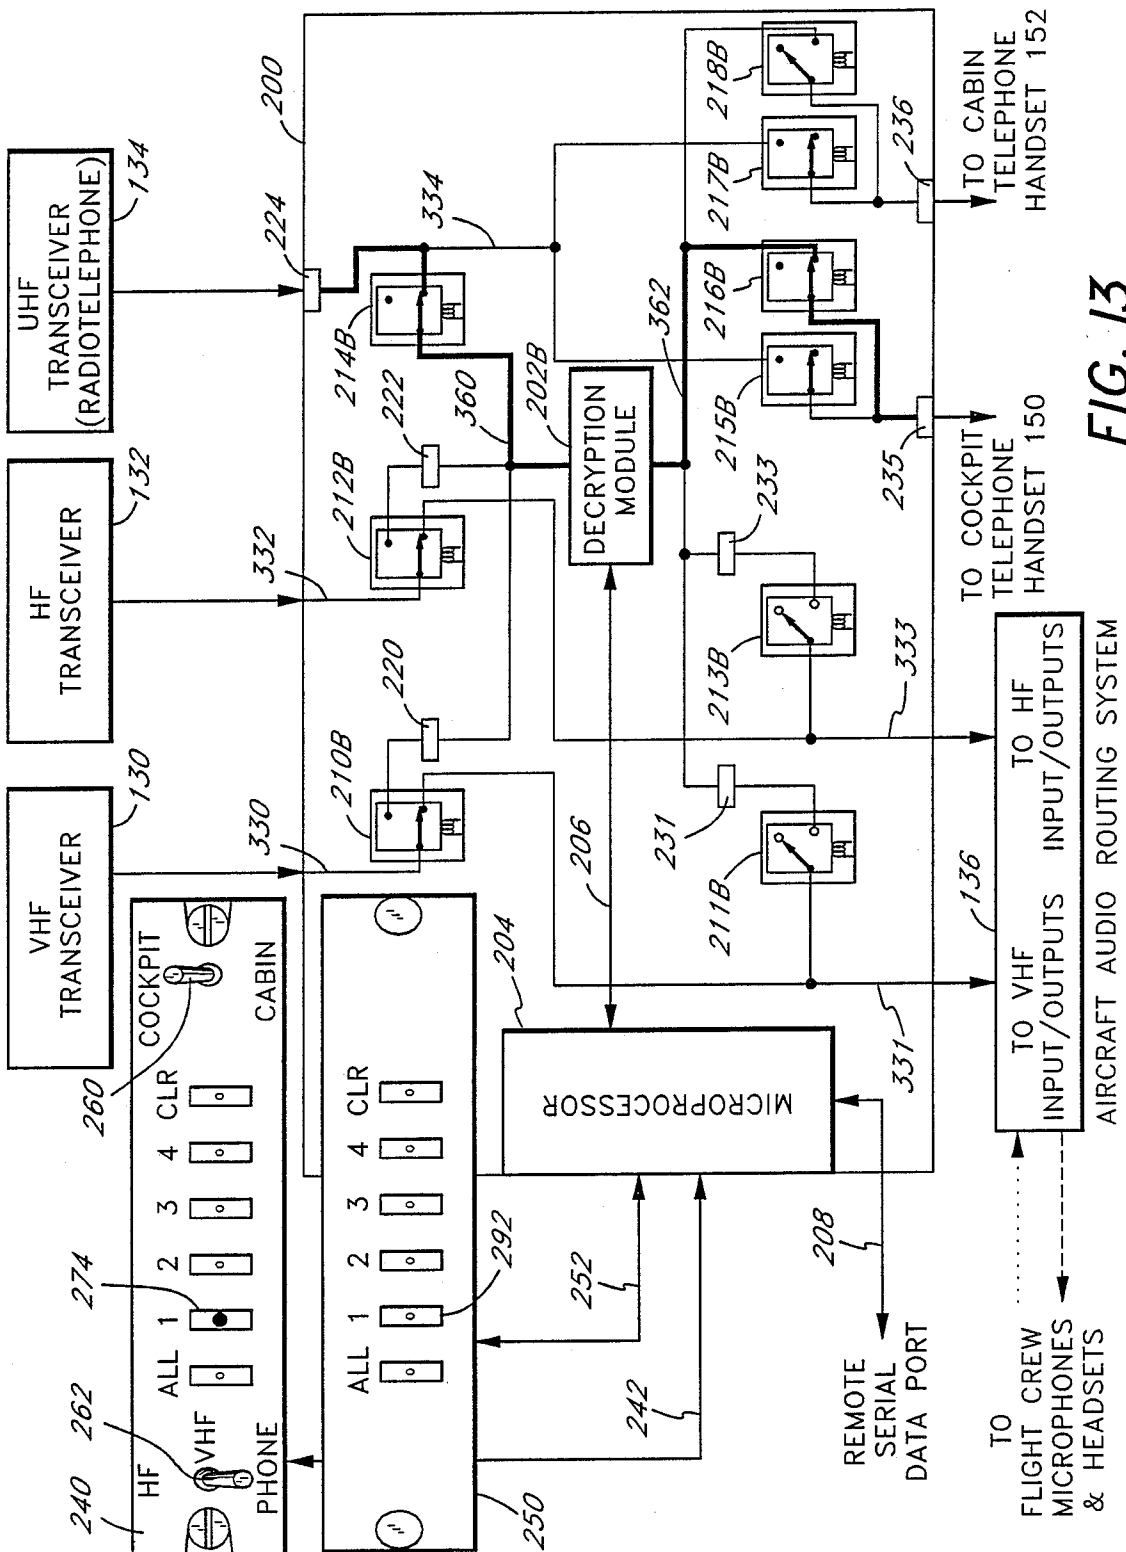 UHF
TRANSCEIVER
(RADIOTELEPHONE)
134
HF
TRANSCEIVER
132
VHF
TRANSCEIVER
130
200
224
334
332
330
214B
222
212B
360
220
210B
202B
DECRYPTION
MODULE
362
206
218B
217B
216B
215B
236
235
233
213B
231
211B
333
331
TO CABIN
TELEPHONE
HANDSET 152
TO COCKPIT
TELEPHONE
HANDSET 150
COCKPIT
CABIN
260
ALL 1 2 3 4 CLR
274
HF
VHF
PHONE
262
240
ALL 1 2 3 4 CLR
292
250
204
MICROPROCESSOR
252
242
208
REMOTE
SERIAL
DATA PORT
136
TO VHF
INPUT/OUTPUTS
TO HF
INPUT/OUTPUTS
AIRCRAFT AUDIO ROUTING SYSTEM
TO
FLIGHT CREW
MICROPHONES
& HEADSETS
FIG. 13